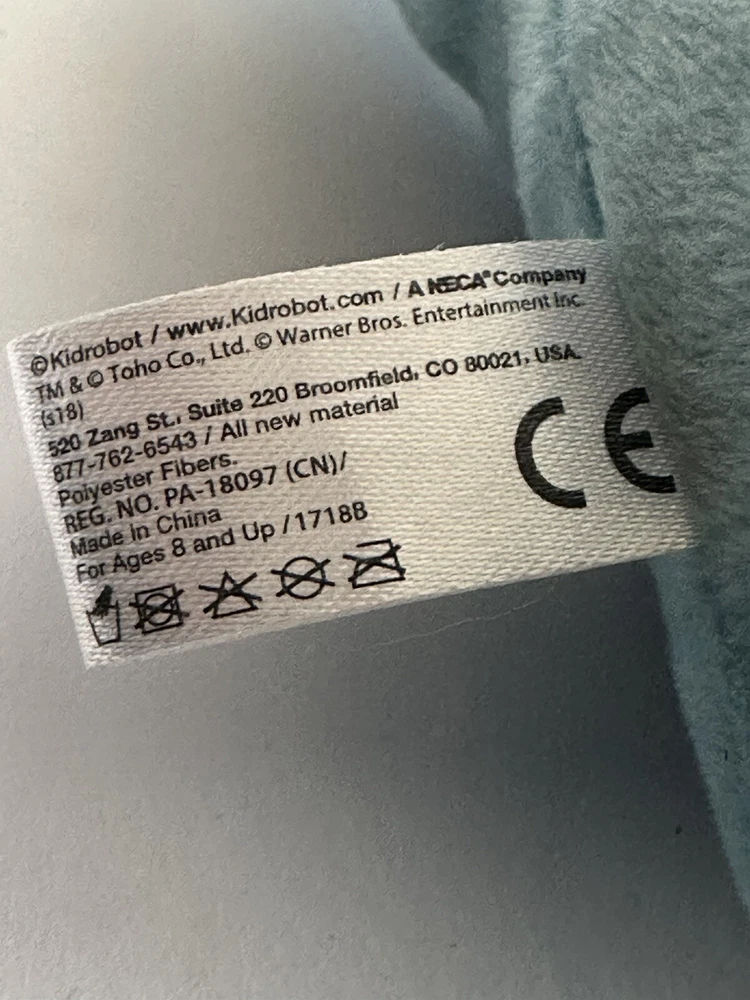 ©Kidrobot / www.Kidrobot.com / A NECA® Company
TM & © Toho Co., Ltd. © Warner Bros. Entertainment Inc.
(s18)
520 Zang St., Suite 220 Broomfield, CO 80021, USA.
877-762-6543 / All new material
Polyester Fibers.
REG. NO. PA-18097 (CN)/
Made In China
For Ages 8 and Up / 1718B
CE